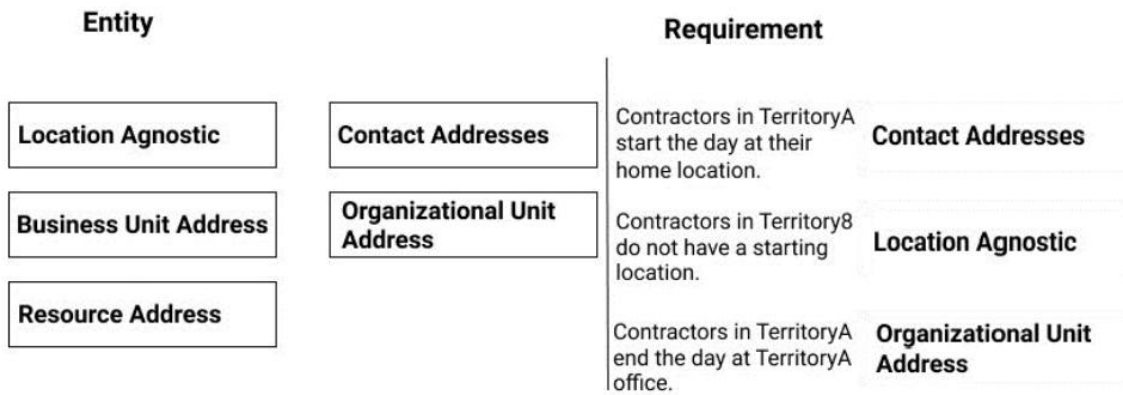 Entity
Requirement
Location Agnostic
Contact Addresses
Business Unit Address
Organizational Unit
Address
Resource Address
Contractors in TerritoryA
start the day at their
home location.
Contact Addresses
Contractors in Territory8
do not have a starting
location.
Location Agnostic
Contractors in TerritoryA
end the day at TerritoryA
office.
Organizational Unit
Address